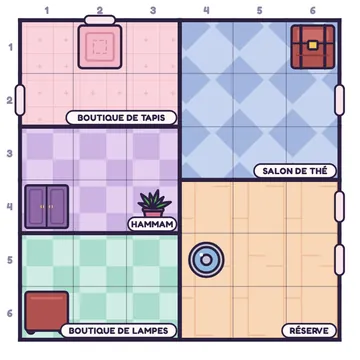 1 2 3 4 5 6
1
2
BOUTIQUE DE TAPIS
3
SALON DE THÉ
4
HAMMAM
5
6
BOUTIQUE DE LAMPES
RÉSERVE